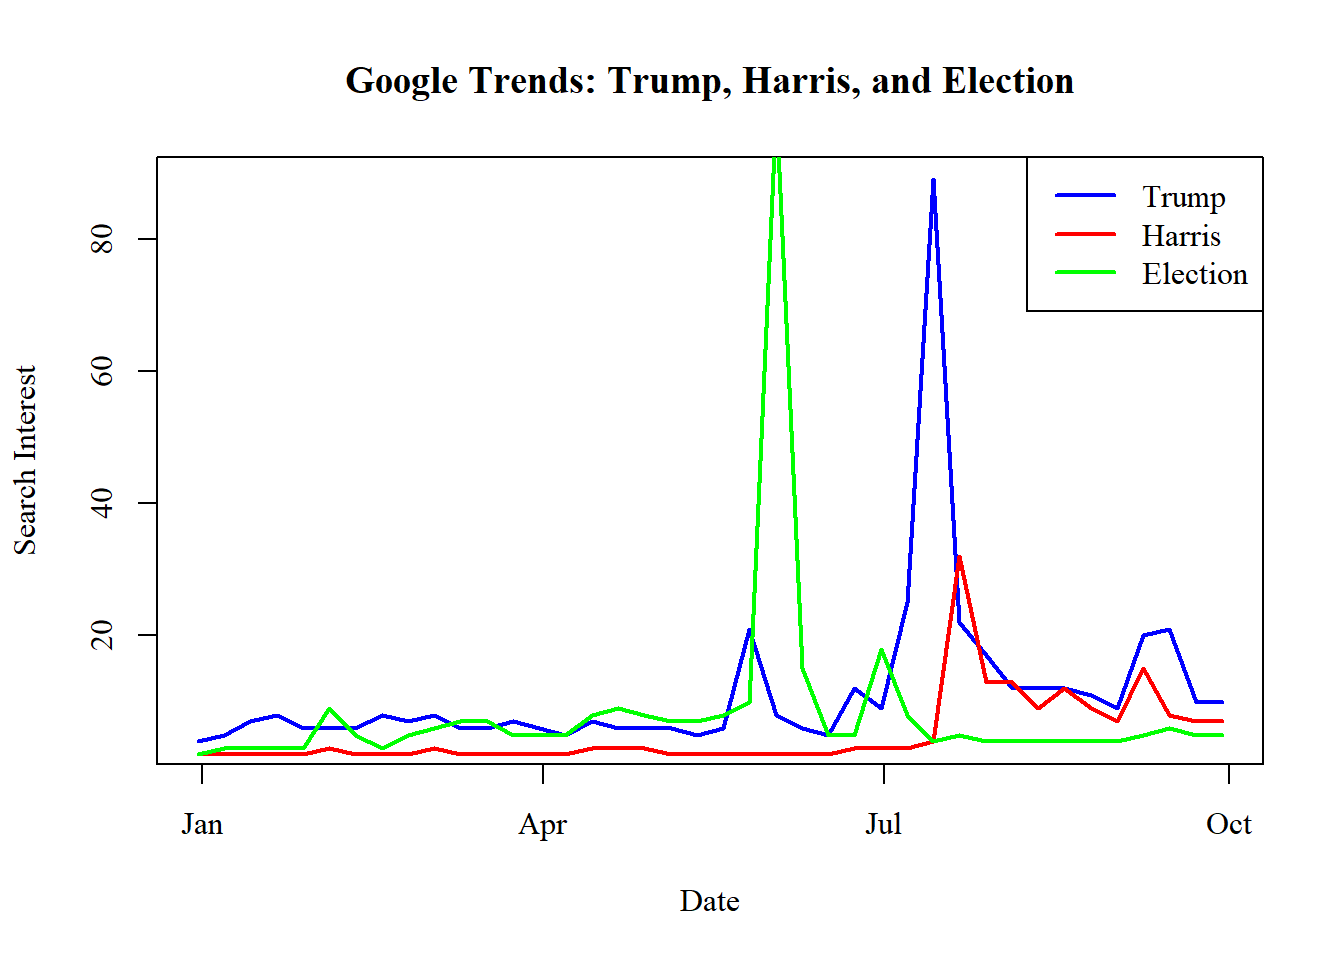 Google Trends: Trump, Harris, and Election
Trump
Harris
Election
80
60
40
20
Search Interest
Jan Apr Jul Oct
Date